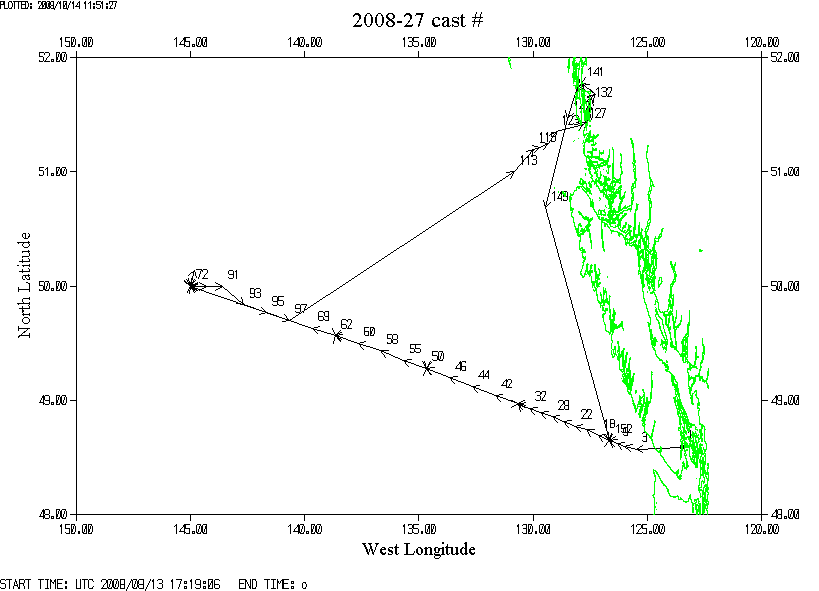 PLOTTED: 2008/10/14 11:51:27
2008-27 cast #
150.00 145.00 140.00 135.00 130.00 125.00 120.00
52.00 52.00
141
132
127
123
118
113
51.00 51.00
149
North Latitude
50.00 50.00
72 91
93
95 97
69 62 60 58
55 50
46 44 42
49.00 49.00
32 28 22 18 152
3 1
48.00 48.00
150.00 145.00 140.00 135.00 130.00 125.00 120.00
West Longitude
START TIME: UTC 2008/08/13 17:19:06 END TIME: o